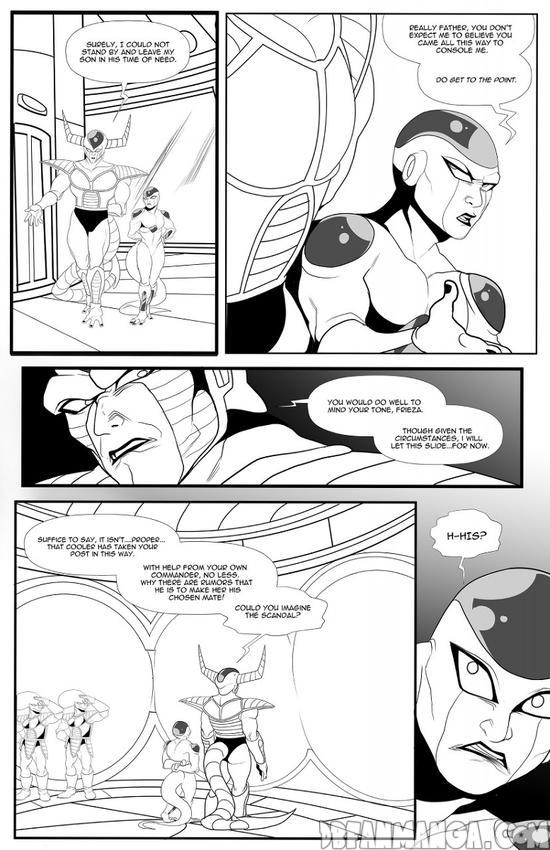 SURELY, I COULD NOT
STAND BY AND LEAVE MY
SON IN HIS TIME OF NEED.
REALLY FATHER, YOU DON'T
EXPECT ME TO BELIEVE YOU
CAME ALL THIS WAY TO
CONSOLE ME.
DO GET TO THE POINT.
YOU WOULD DO WELL TO
MIND YOUR TONE, FRIEZA.
THOUGH GIVEN THE
CIRCUMSTANCES, I WILL
LET THIS SLIDE...FOR NOW.
SUFFICE TO SAY, IT ISN'T....PROPER...
THAT COOLER HAS TAKEN YOUR
POST IN THIS WAY.
WITH HELP FROM YOUR OWN
COMMANDER, NO LESS.
WHY THERE ARE RUMORS THAT
HE IS TO MAKE HER HIS
CHOSEN MATE!
COULD YOU IMAGINE
THE SCANDAL?
H-HIS?
DBFANMANGA.COM